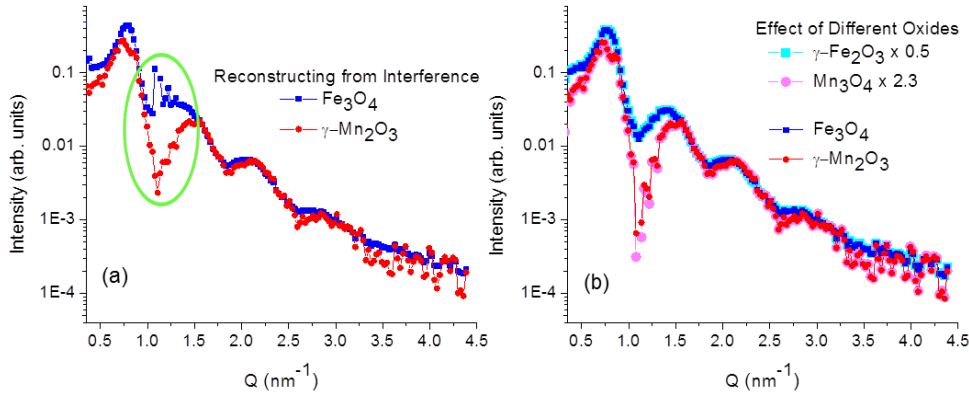 Intensity (arb. units)
0.1
0.01
1E-3
1E-4
Reconstructing from Interference
Fe₃O₄
γ–Mn₂O₃
(a)
0.5 1.0 1.5 2.0 2.5 3.0 3.5 4.0 4.5
Q (nm⁻¹)
Intensity (arb. units)
0.1
0.01
1E-3
1E-4
Effect of Different Oxides
γ–Fe₂O₃ x 0.5
Mn₃O₄ x 2.3
Fe₃O₄
γ–Mn₂O₃
(b)
0.5 1.0 1.5 2.0 2.5 3.0 3.5 4.0 4.5
Q (nm⁻¹)